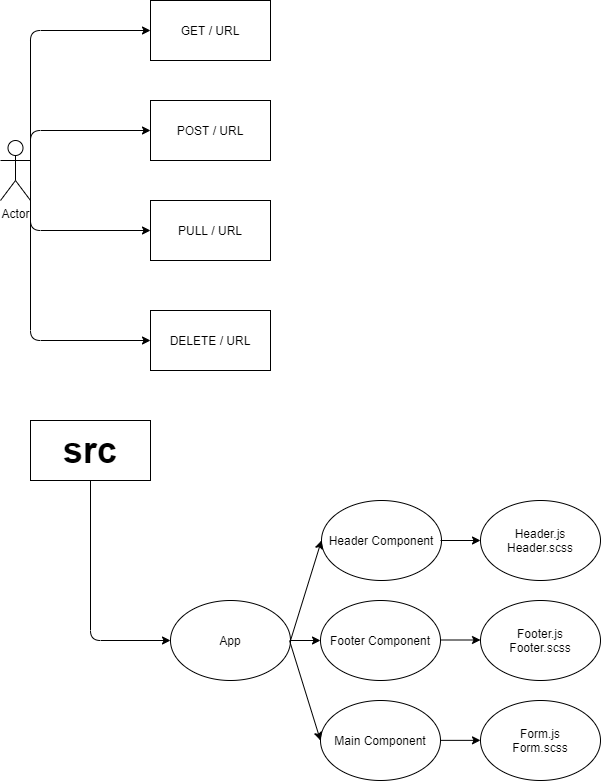 GET / URL
POST / URL
Actor
PULL / URL
DELETE / URL
src
Header Component
Header.js
Header.scss
App
Footer Component
Footer.js
Footer.scss
Main Component
Form.js
Form.scss